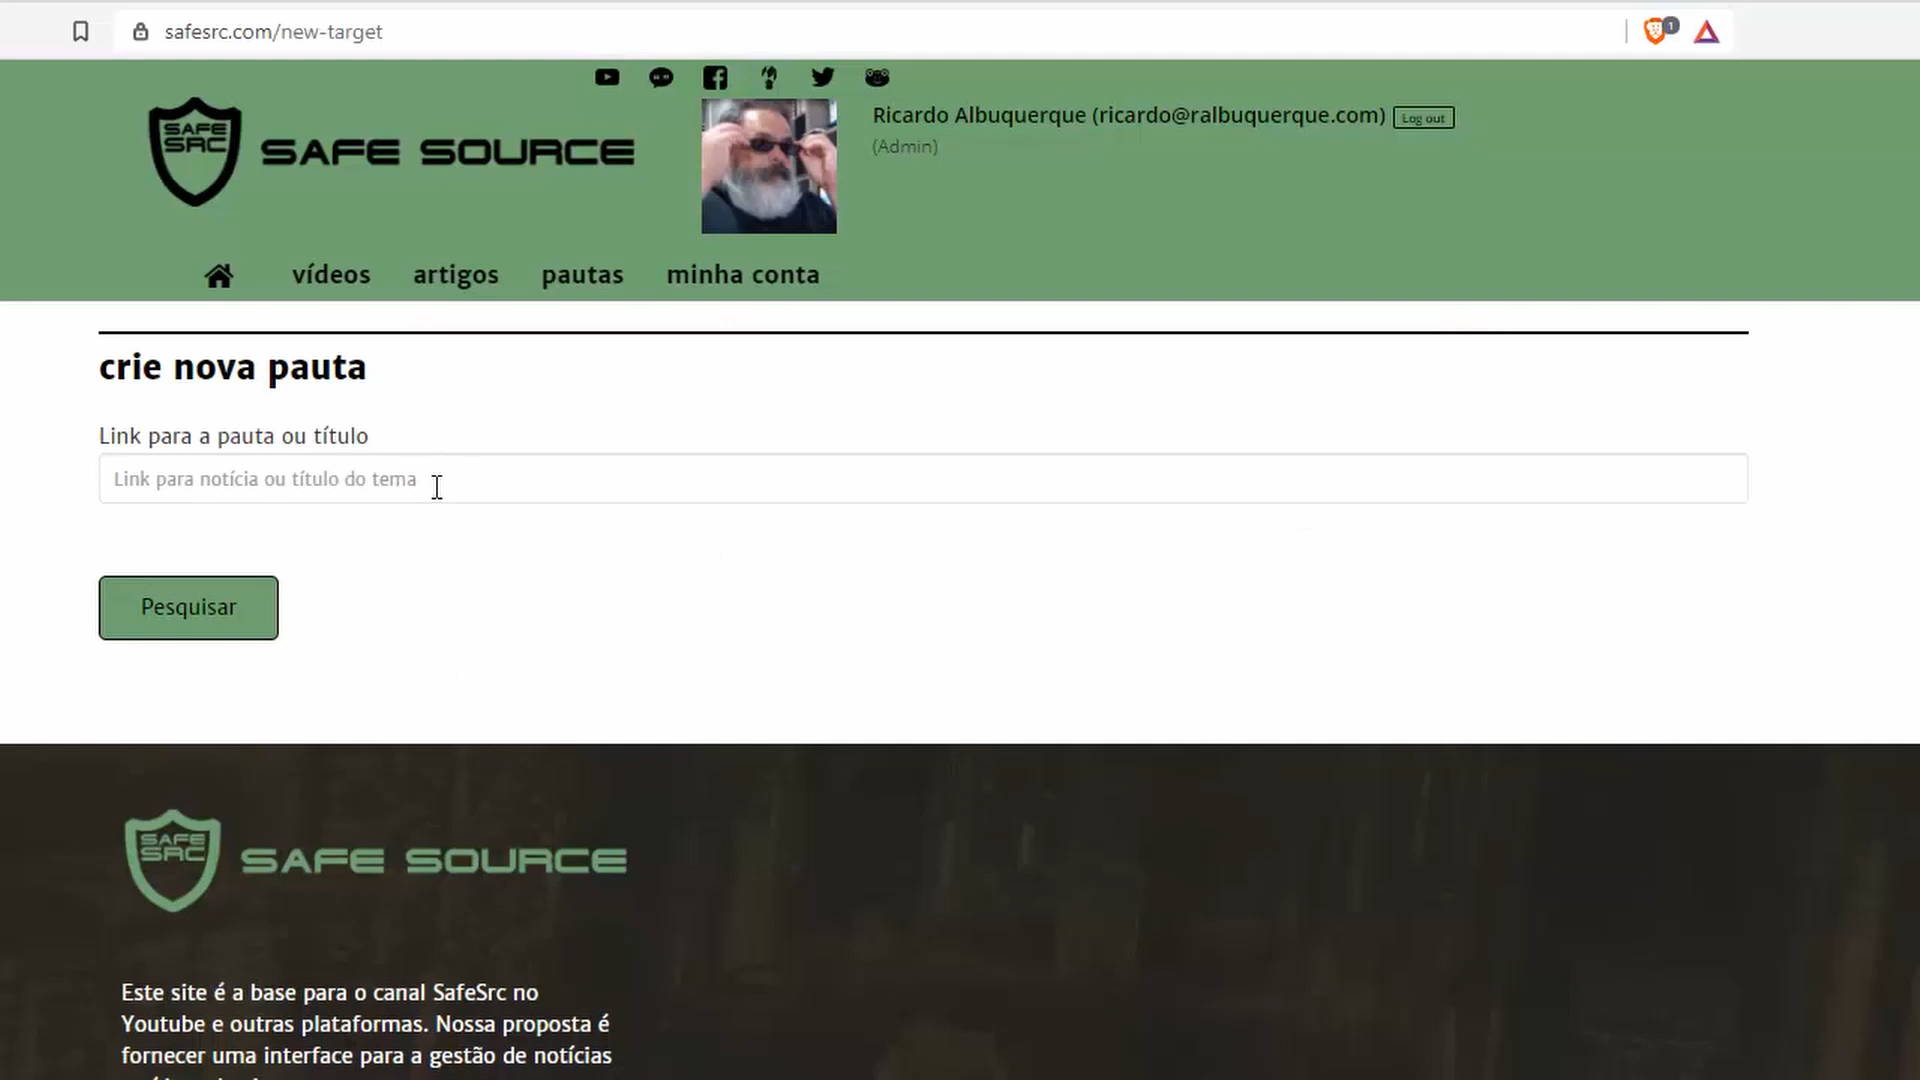 safesrc.com/new-target
1
SAFE
SRC
SAFE SOURCE
Ricardo Albuquerque (ricardo@ralbuquerque.com) Log out
(Admin)
vídeos artigos pautas minha conta
crie nova pauta
Link para a pauta ou título
Link para notícia ou título do tema
Pesquisar
SAFE
SRC
SAFE SOURCE
Este site é a base para o canal SafeSrc no
Youtube e outras plataformas. Nossa proposta é
fornecer uma interface para a gestão de notícias